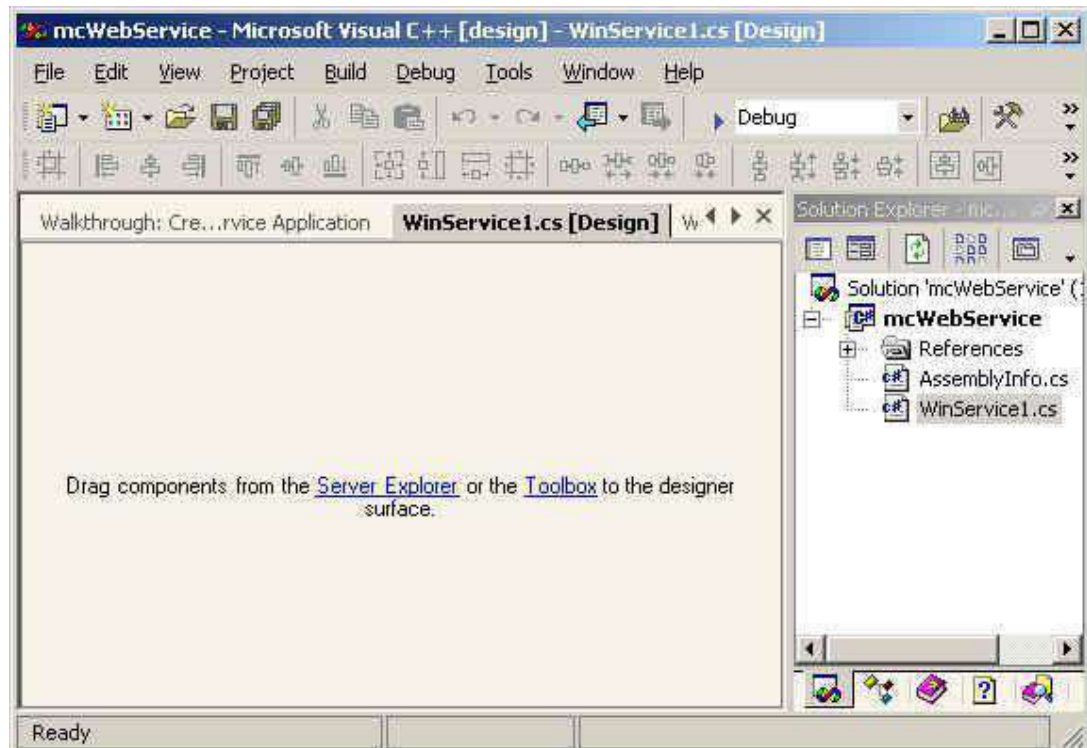 mcWebService - Microsoft Visual C++ [design] - WinService1.cs [Design]
File Edit View Project Build Debug Tools Window Help
Debug
Walkthrough: Cre...rvice Application WinService1.cs [Design] W
Solution Explorer - mc...
Solution 'mcWebService' (
mcWebService
References
AssemblyInfo.cs
WinService1.cs
Drag components from the Server Explorer or the Toolbox to the designer
surface.
Ready